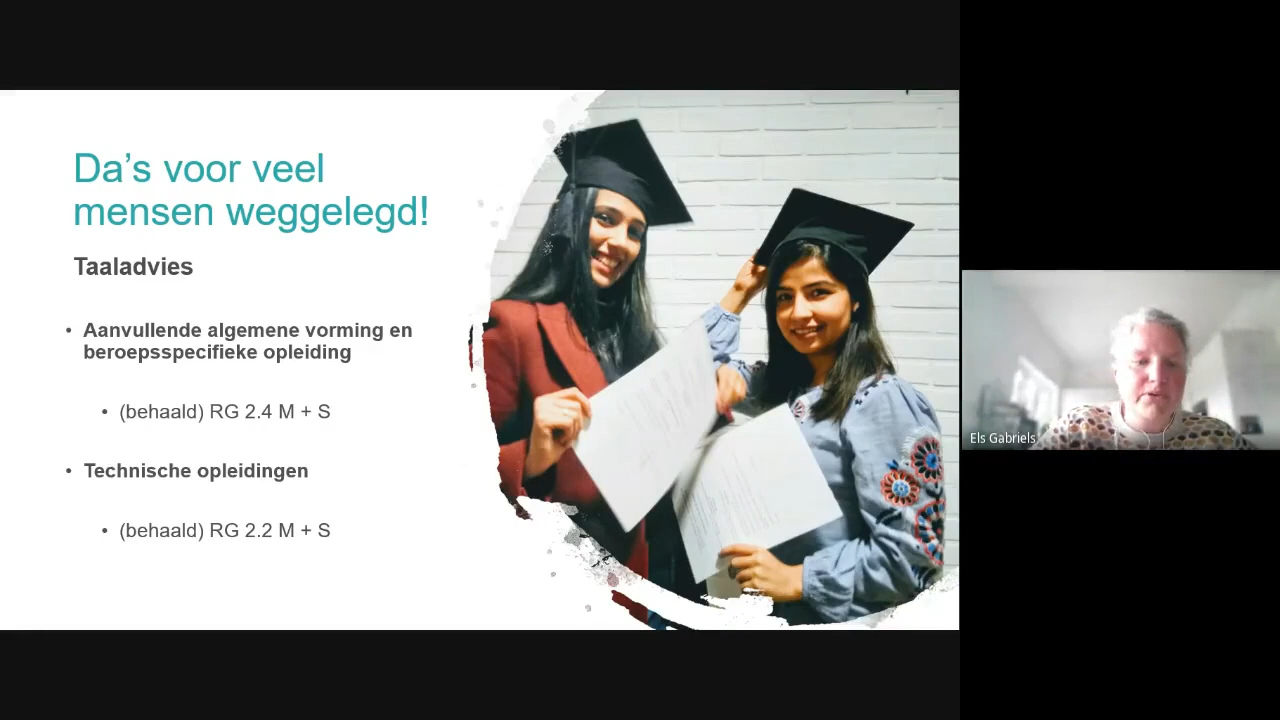 Da's voor veel
mensen weggelegd!
Taaladvies
• Aanvullende algemene vorming en
beroepsspecifieke opleiding
• (behaald) RG 2.4 M + S
• Technische opleidingen
• (behaald) RG 2.2 M + S
Els Gabriels